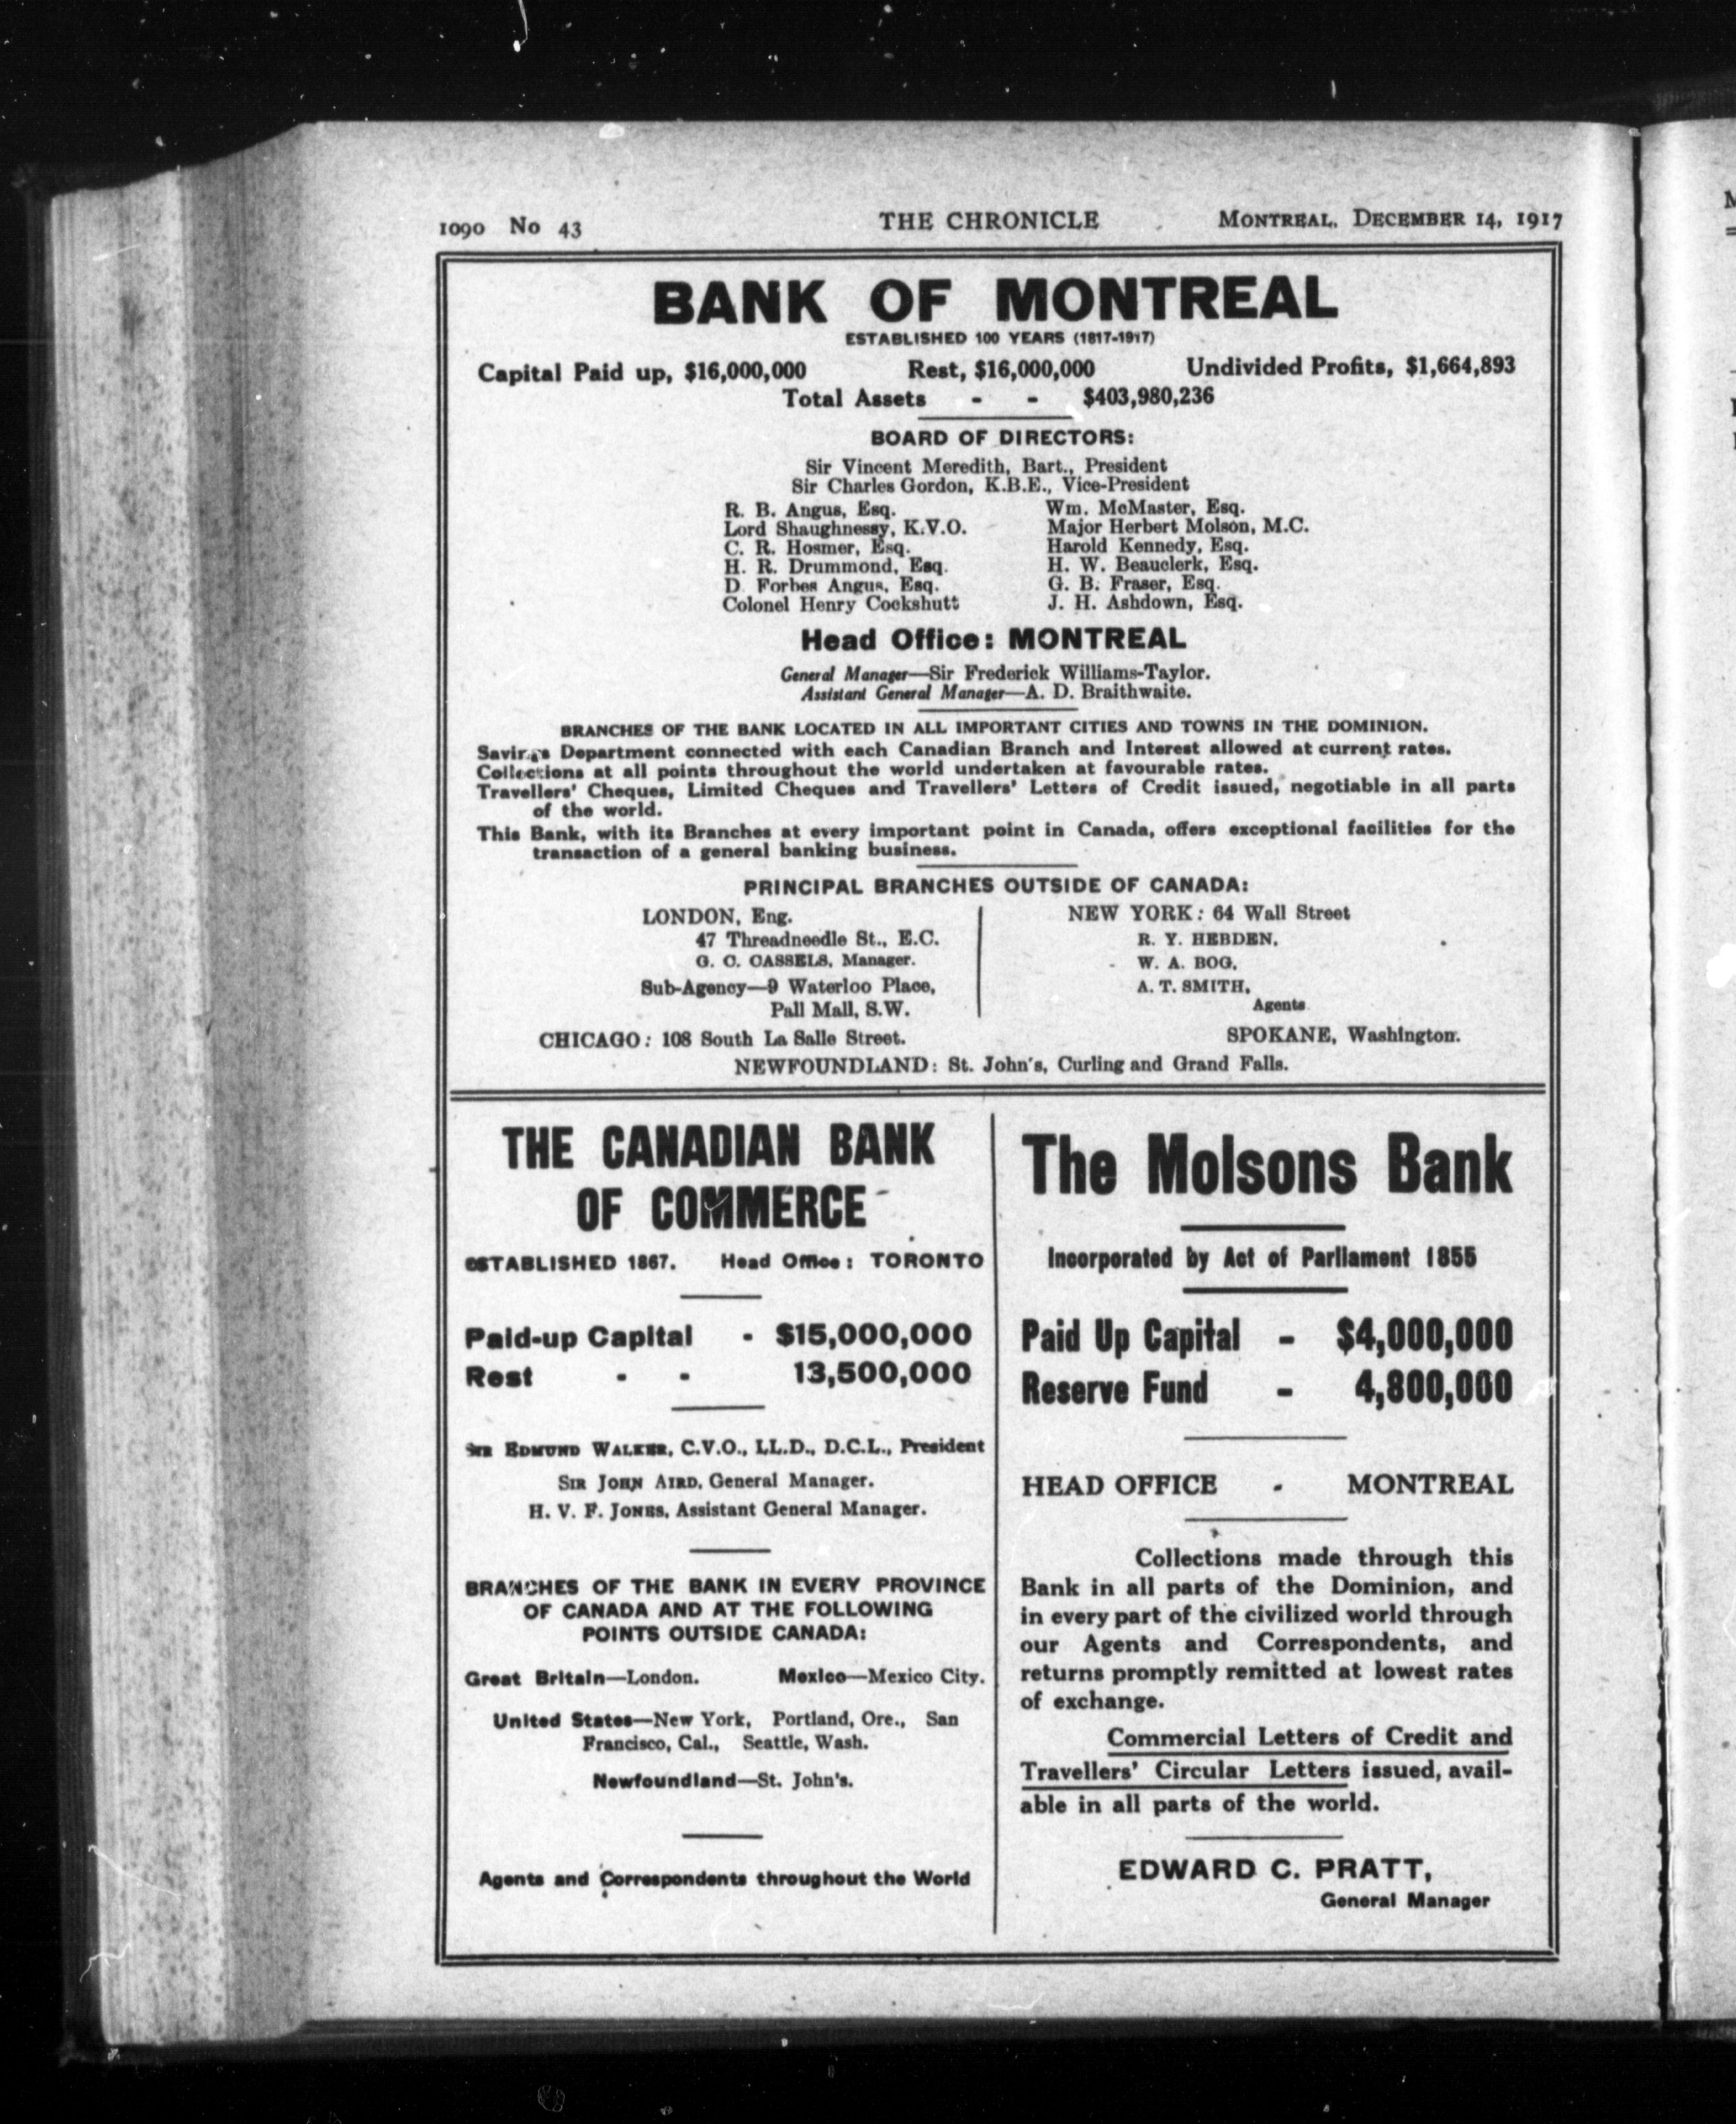 1090 No 43 THE CHRONICLE MONTREAL, DECEMBER 14, 1917
BANK OF MONTREAL
ESTABLISHED 100 YEARS (1817-1917)
Capital Paid up, $16,000,000 Rest, $16,000,000 Undivided Profits, $1,664,893
Total Assets - - $403,980,236
BOARD OF DIRECTORS:
Sir Vincent Meredith, Bart., President
Sir Charles Gordon, K.B.E., Vice-President
R. B. Angus, Esq. Wm. McMaster, Esq.
Lord Shaughnessy, K.V.O. Major Herbert Molson, M.C.
C. R. Hosmer, Esq. Harold Kennedy, Esq.
H. R. Drummond, Esq. H. W. Beauclerk, Esq.
D. Forbes Angus, Esq. G. B. Fraser, Esq.
Colonel Henry Cockshutt J. H. Ashdown, Esq.
Head Office: MONTREAL
General Manager—Sir Frederick Williams-Taylor.
Assistant General Manager—A. D. Braithwaite.
BRANCHES OF THE BANK LOCATED IN ALL IMPORTANT CITIES AND TOWNS IN THE DOMINION.
Savings Department connected with each Canadian Branch and Interest allowed at current rates.
Collections at all points throughout the world undertaken at favourable rates.
Travellers' Cheques, Limited Cheques and Travellers' Letters of Credit issued, negotiable in all parts
of the world.
This Bank, with its Branches at every important point in Canada, offers exceptional facilities for the
transaction of a general banking business.
PRINCIPAL BRANCHES OUTSIDE OF CANADA:
LONDON, Eng.
47 Threadneedle St., E.C.
G. C. CASSELS, Manager.
Sub-Agency—9 Waterloo Place,
Pall Mall, S.W.
NEW YORK: 64 Wall Street
R. Y. HEBDEN,
W. A. BOG,
A. T. SMITH,
Agents
CHICAGO: 108 South La Salle Street. SPOKANE, Washington.
NEWFOUNDLAND: St. John's, Curling and Grand Falls.
THE CANADIAN BANK
OF COMMERCE
ESTABLISHED 1867. Head Office: TORONTO
Paid-up Capital - $15,000,000
Rest - - 13,500,000
SIR EDMUND WALKER, C.V.O., LL.D., D.C.L., President
SIR JOHN AIRD, General Manager.
H. V. F. JONES, Assistant General Manager.
BRANCHES OF THE BANK IN EVERY PROVINCE
OF CANADA AND AT THE FOLLOWING
POINTS OUTSIDE CANADA:
Great Britain—London. Mexico—Mexico City.
United States—New York, Portland, Ore., San
Francisco, Cal., Seattle, Wash.
Newfoundland—St. John's.
Agents and Correspondents throughout the World
The Molsons Bank
Incorporated by Act of Parliament 1855
Paid Up Capital - $4,000,000
Reserve Fund - 4,800,000
HEAD OFFICE - MONTREAL
Collections made through this
Bank in all parts of the Dominion, and
in every part of the civilized world through
our Agents and Correspondents, and
returns promptly remitted at lowest rates
of exchange.
Commercial Letters of Credit and
Travellers' Circular Letters issued, avail-
able in all parts of the world.
EDWARD C. PRATT,
General Manager